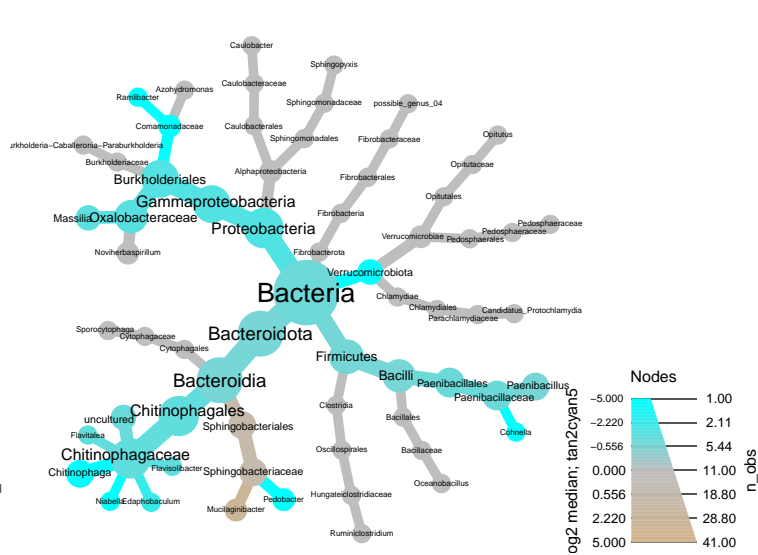 Caulobacter
Sphingopyxis
Caulobacteraceae
Azohydromonas
Ramlibacter
Sphingomonadaceae
possible_genus_04
Comamonadaceae
Caulobacterales
Sphingomonadales
Fibrobacteraceae
Opitutus
urkholderia−Caballeronia−Paraburkholderia
Burkholderiaceae
Opitutaceae
Alphaproteobacteria
Fibrobacterales
Burkholderiales
Opitutales
Gammaproteobacteria
Fibrobacteria
Massilia
Oxalobacteraceae
Proteobacteria
Verrucomicrobiae
Pedosphaerales
Pedosphaeraceae
Pedosphaeraceae
Noviherbaspirillum
Fibrobacterota
Verrucomicrobiota
Bacteria
Chlamydiae
Chlamydiales
Parachlamydiaceae
Candidatus_Protochlamydia
Sporocytophaga
Cytophagaceae
Cytophagales
Bacteroidota
Firmicutes
Bacteroidia
Bacilli
Paenibacillales
Paenibacillus
Paenibacillaceae
Clostridia
Bacillales
Cohnella
uncultured
Chitinophagales
Sphingobacteriales
Flavitalea
Chitinophagaceae
Oscillospirales
Bacillaceae
Chitinophaga
Flavisolibacter
Sphingobacteriaceae
Oceanobacillus
Niabella
Edaphobaculum
Pedobacter
Mucilaginibacter
Hungateiclostridiaceae
Ruminiclostridium
Nodes
−5.000 1.00
−2.220 2.11
−0.556 5.44
0.000 11.00
0.556 18.80
2.220 28.80
5.000 41.00
og2 median; tan2cyan5
n_obs